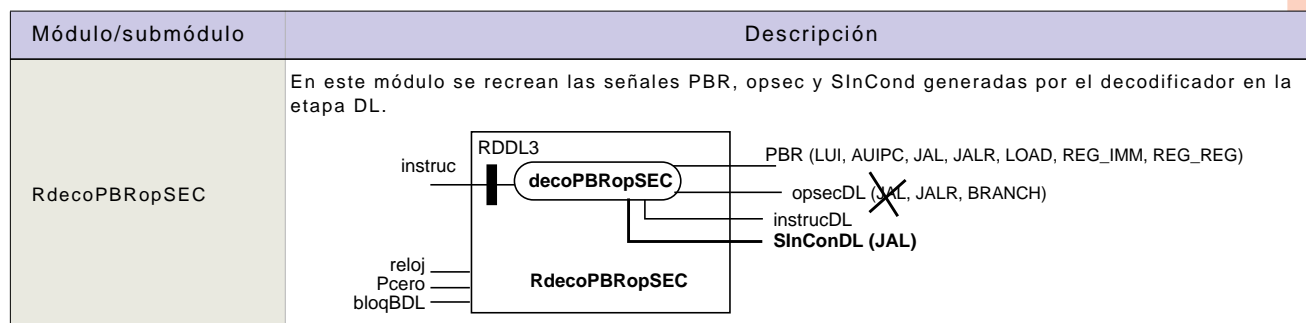 Módulo/submódulo
Descripción
RdecoPBRopSEC
En este módulo se recrean las señales PBR, opsec y SInCond generadas por el decodificador en la
etapa DL.
instruc
RDDL3
decoPBRopSEC
PBR (LUI, AUIPC, JAL, JALR, LOAD, REG_IMM, REG_REG)
opsecDL (JAL, JALR, BRANCH)
instrucDL
SInConDL (JAL)
reloj
Pcero
bloqBDL
RdecoPBRopSEC